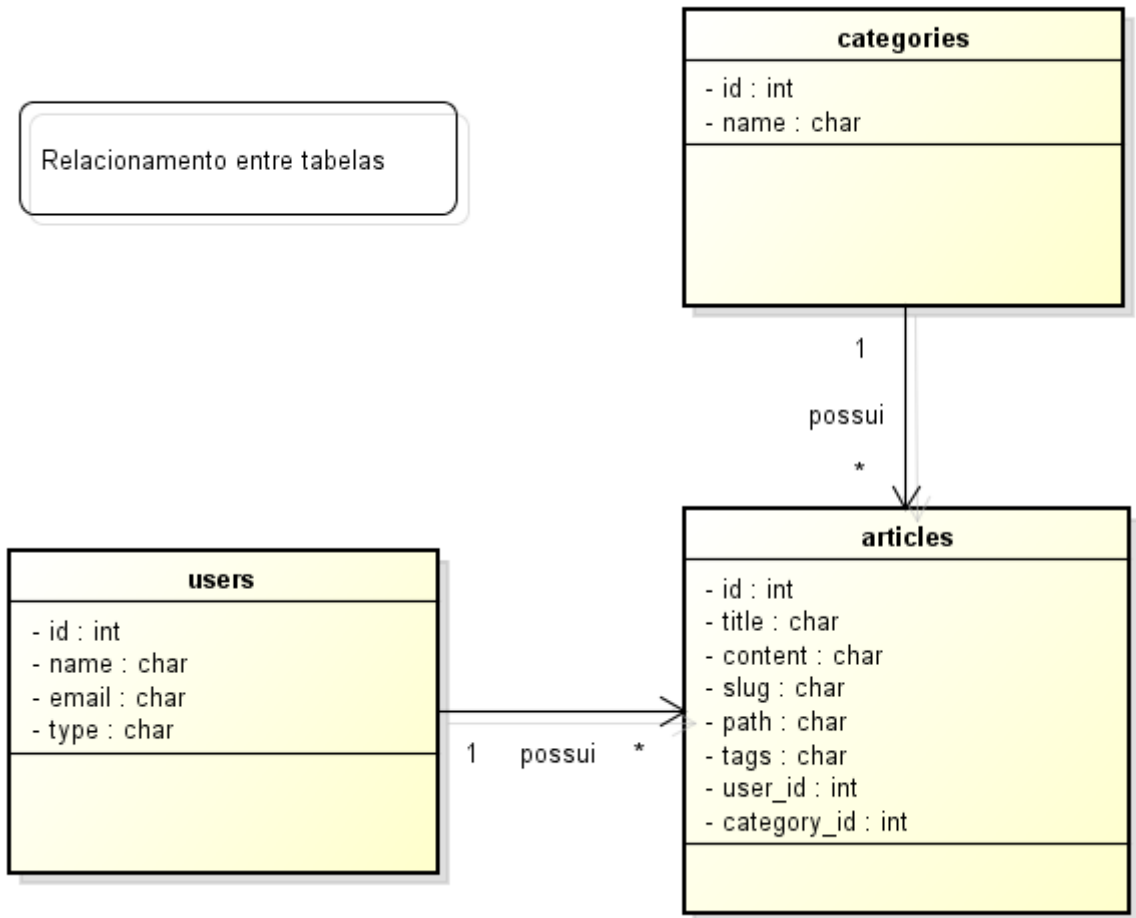 categories
- id : int
- name : char
Relacionamento entre tabelas
1
possui
*
articles
- id : int
- title : char
- content : char
- slug : char
- path : char
- tags : char
- user_id : int
- category_id : int
users
- id : int
- name : char
- email : char
- type : char
1 possui *